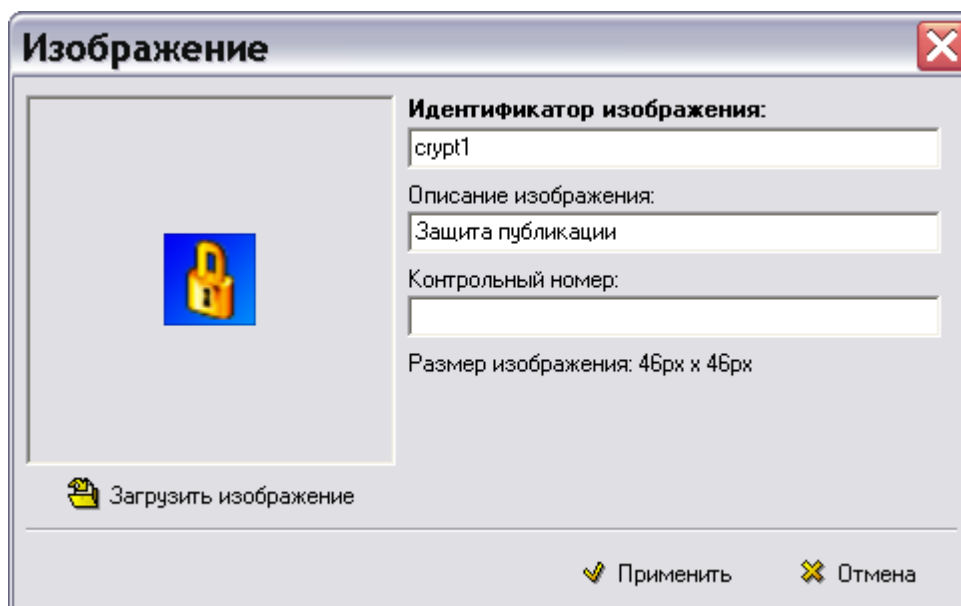 Изображение
Идентификатор изображения:
crypt1
Описание изображения:
Защита публикации
Контрольный номер:
Размер изображения: 46px x 46px
Загрузить изображение
Применить
Отмена